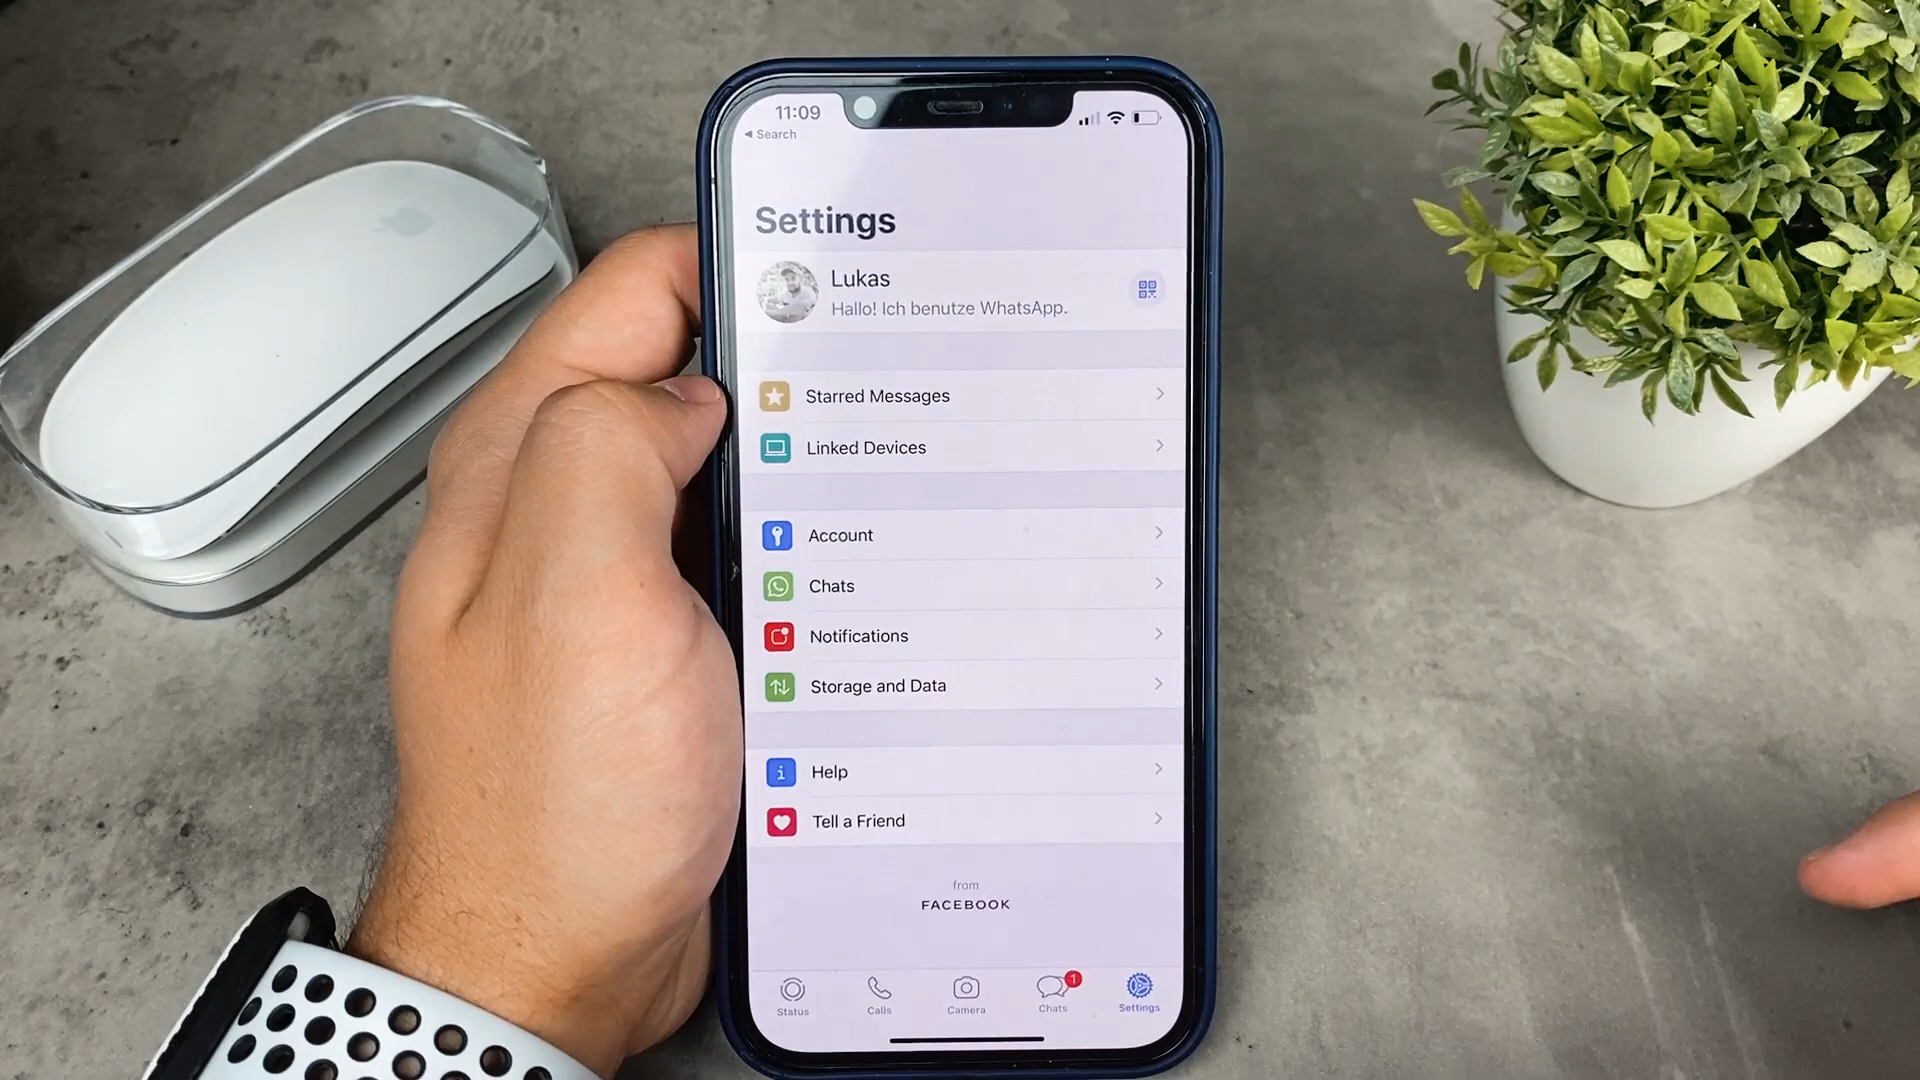 11:09
Search
Settings
Lukas
Hallo! Ich benutze WhatsApp.
Starred Messages
Linked Devices
Account
Chats
Notifications
Storage and Data
Help
Tell a Friend
from
FACEBOOK
1
Status Calls Camera Chats Settings